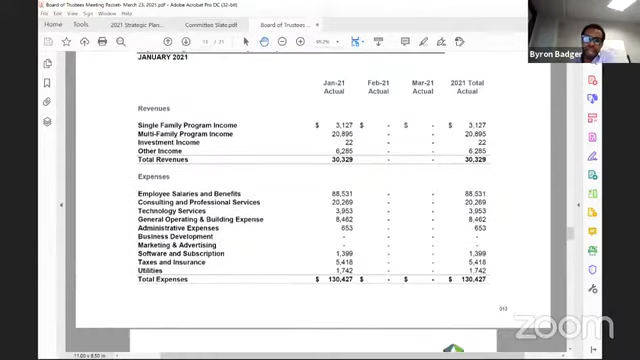 Board of Trustees Meeting Packet- March 23, 2021.pdf - Adobe Acrobat Pro DC (32-bit)
File Edit View Sign Window Help
Home Tools 2021 Strategic Plan... Committee Slate.pdf Board of Trustees ...
Byron Badger
JANUARY 2021
Jan-21 Feb-21 Mar-21 2021 Total
Actual Actual Actual Actual
Revenues
Single Family Program Income $ 3,127 $ - $ - $ 3,127
Multi-Family Program Income 20,895 - - 20,895
Investment Income 22 - - 22
Other Income 6,285 - - 6,285
Total Revenues 30,329 - - 30,329
Expenses
Employee Salaries and Benefits 88,531 - - 88,531
Consulting and Professional Services 20,269 - - 20,269
Technology Services 3,953 - - 3,953
General Operating & Building Expense 8,462 - - 8,462
Administrative Expenses 653 - - 653
Business Development - - - -
Marketing & Advertising - - - -
Software and Subscription 1,399 - - 1,399
Taxes and Insurance 5,418 - - 5,418
Utilities 1,742 - - 1,742
Total Expenses $ 130,427 $ - $ - $ 130,427
013
zoom
11.00 x 8.50 in